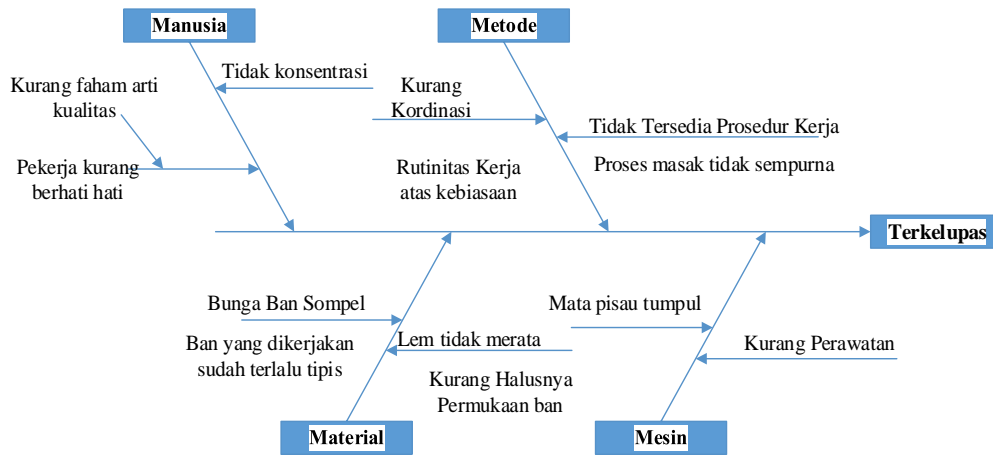 Manusia
Metode
Tidak konsentrasi
Kurang faham arti
kualitas
Kurang
Kordinasi
Tidak Tersedia Prosedur Kerja
Pekerja kurang
berhati hati
Rutinitas Kerja
atas kebiasaan
Proses masak tidak sempurna
Terkelupas
Bunga Ban Sompel
Mata pisau tumpul
Ban yang dikerjakan
sudah terlalu tipis
Lem tidak merata
Kurang Perawatan
Kurang Halusnya
Permukaan ban
Material
Mesin